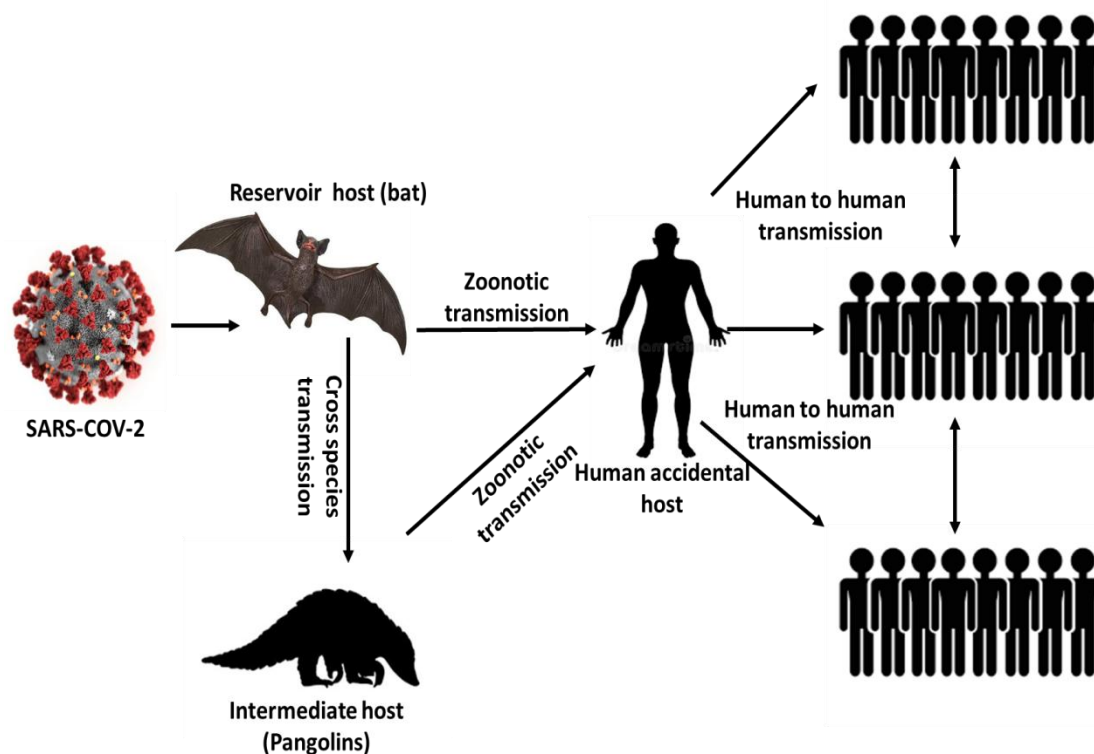 Reservoir host (bat)
SARS-COV-2
Zoonotic
transmission
Cross species
transmission
Zoonotic
transmission
Intermediate host
(Pangolins)
Human accidental
host
Human to human
transmission
Human to human
transmission